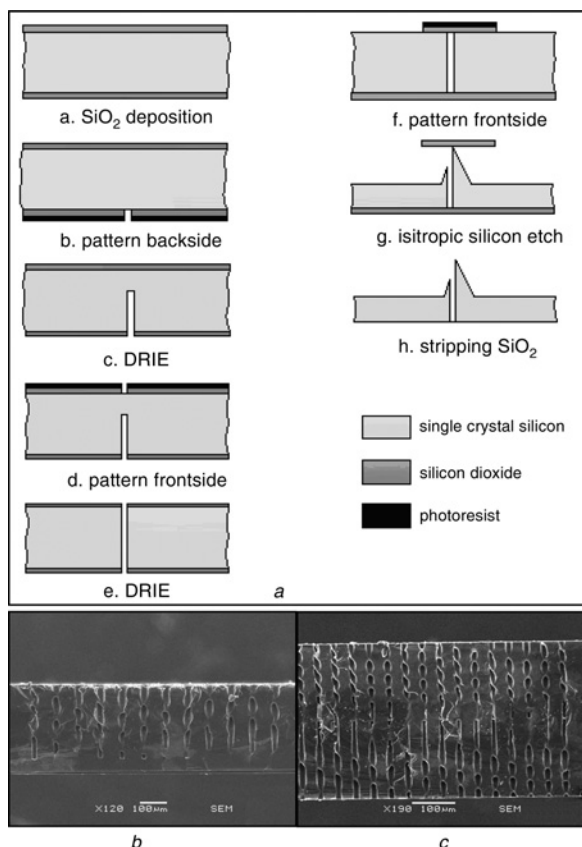 a. SiO2 deposition
b. pattern backside
c. DRIE
d. pattern frontside
e. DRIE
f. pattern frontside
g. isitropic silicon etch
h. stripping SiO2
single crystal silicon
silicon dioxide
photoresist
a
X120 100µm SEM
X190 100µm SEM
b
c